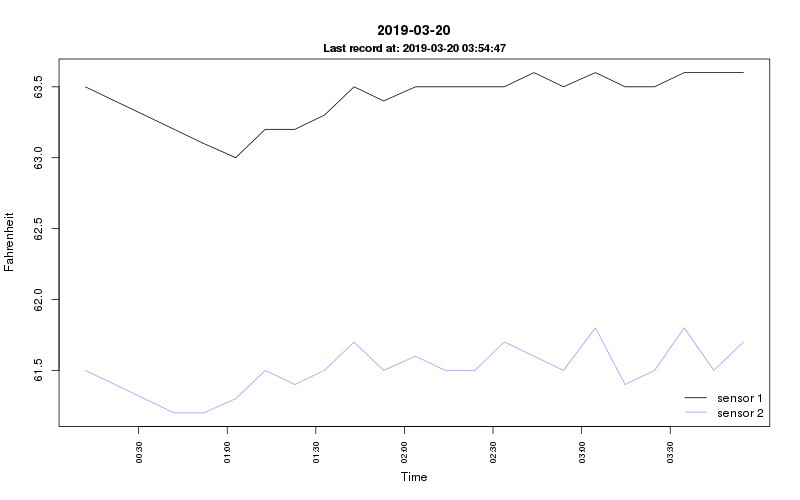 2019-03-20
Last record at: 2019-03-20 03:54:47
Fahrenheit
63.5
63.0
62.5
62.0
61.5
sensor 1
sensor 2
00:30 01:00 01:30 02:00 02:30 03:00 03:30
Time